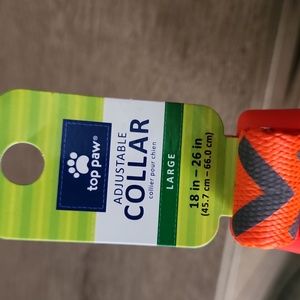 top paw®
ADJUSTABLE
COLLAR
collier pour chien
LARGE
18 in – 26 in
(45.7 cm – 66.0 cm)